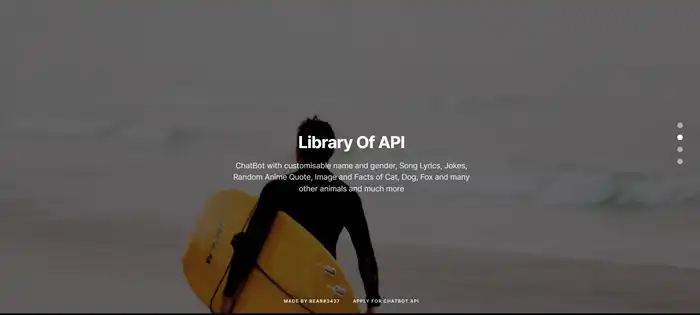 Library Of API
ChatBot with customisable name and gender, Song Lyrics, Jokes,
Random Anime Quote, Image and Facts of Cat, Dog, Fox and many
other animals and much more
MADE BY BEAR#3437 APPLY FOR CHATBOT API